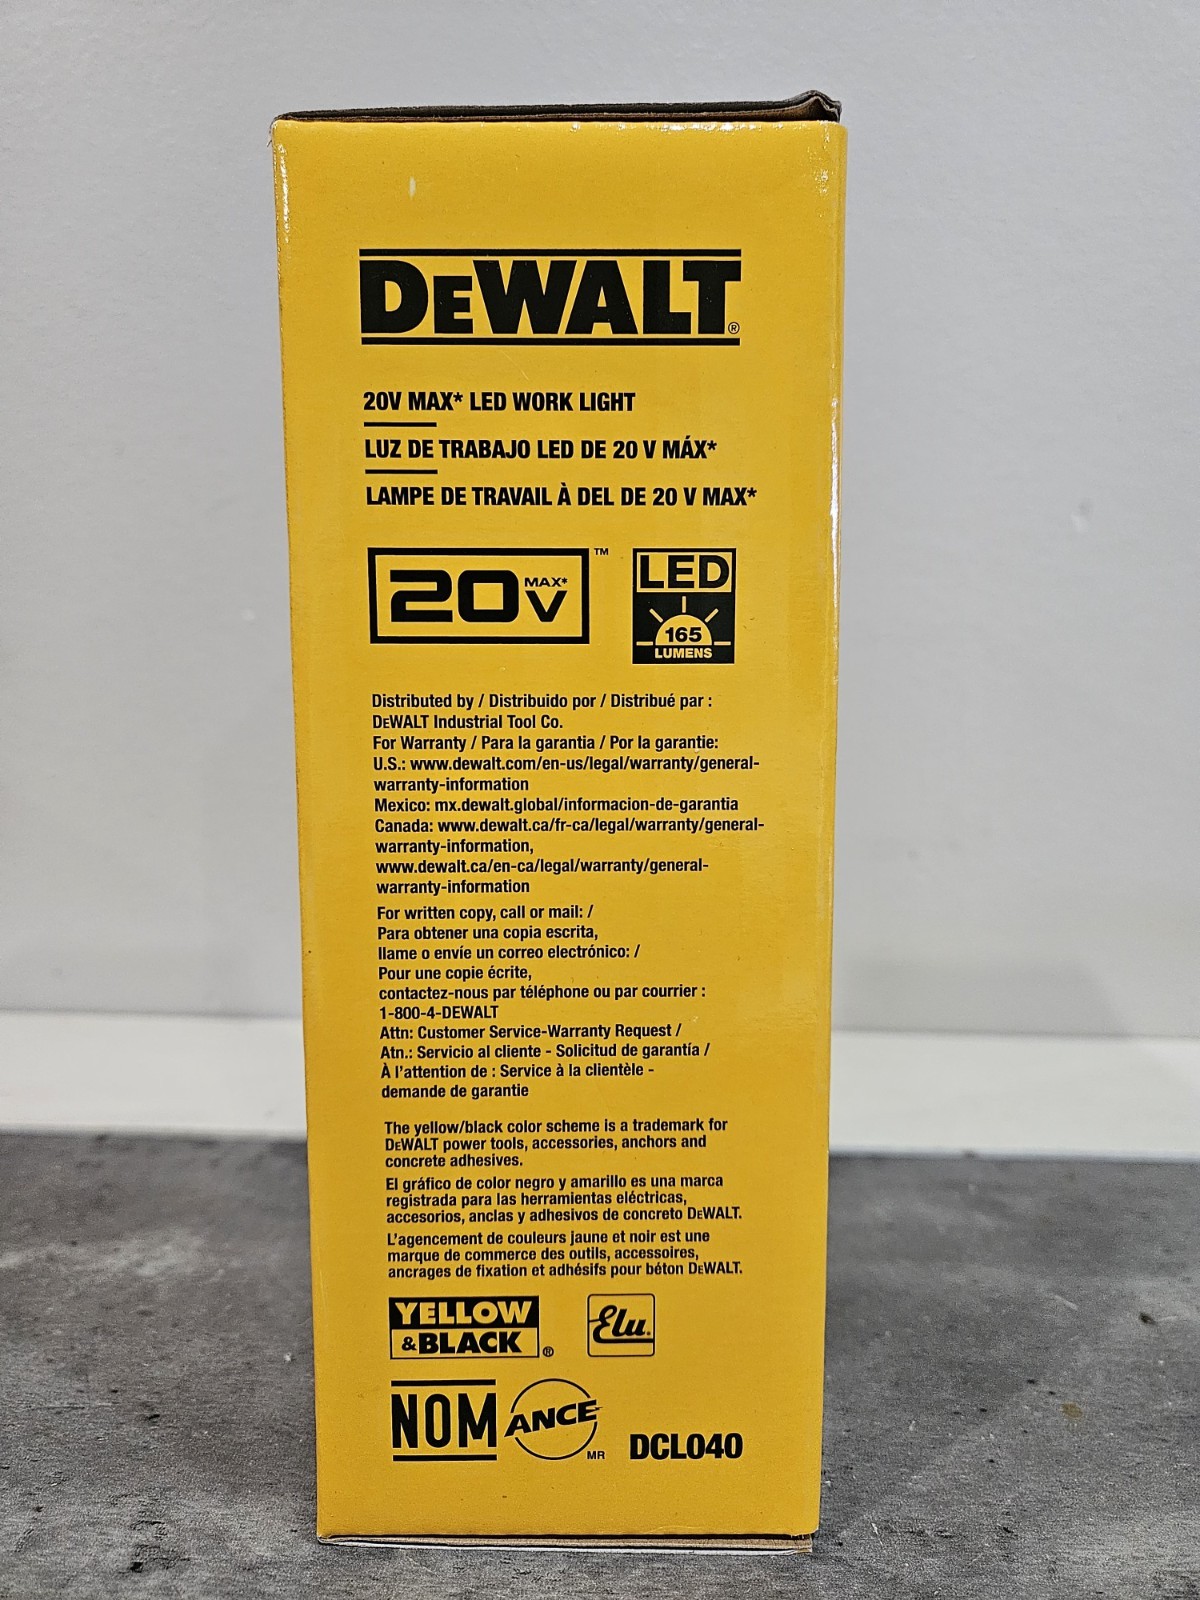 DEWALT®
20V MAX* LED WORK LIGHT
LUZ DE TRABAJO LED DE 20 V MÁX*
LAMPE DE TRAVAIL À DEL DE 20 V MAX*
20V MAX* ™
LED
165
LUMENS
Distributed by / Distribuido por / Distribué par :
DEWALT Industrial Tool Co.
For Warranty / Para la garantia / Por la garantie:
U.S.: www.dewalt.com/en-us/legal/warranty/general-
warranty-information
Mexico: mx.dewalt.global/informacion-de-garantia
Canada: www.dewalt.ca/fr-ca/legal/warranty/general-
warranty-information,
www.dewalt.ca/en-ca/legal/warranty/general-
warranty-information
For written copy, call or mail: /
Para obtener una copia escrita,
llame o envíe un correo electrónico: /
Pour une copie écrite,
contactez-nous par téléphone ou par courrier :
1-800-4-DEWALT
Attn: Customer Service-Warranty Request /
Atn.: Servicio al cliente - Solicitud de garantía /
À l'attention de : Service à la clientèle -
demande de garantie
The yellow/black color scheme is a trademark for
DEWALT power tools, accessories, anchors and
concrete adhesives.
El gráfico de color negro y amarillo es una marca
registrada para las herramientas eléctricas,
accesorios, anclas y adhesivos de concreto DEWALT.
L'agencement de couleurs jaune et noir est une
marque de commerce des outils, accessoires,
ancrages de fixation et adhésifs pour béton DEWALT.
YELLOW
&BLACK®
Elu.
NOM ANCE MR
DCL040